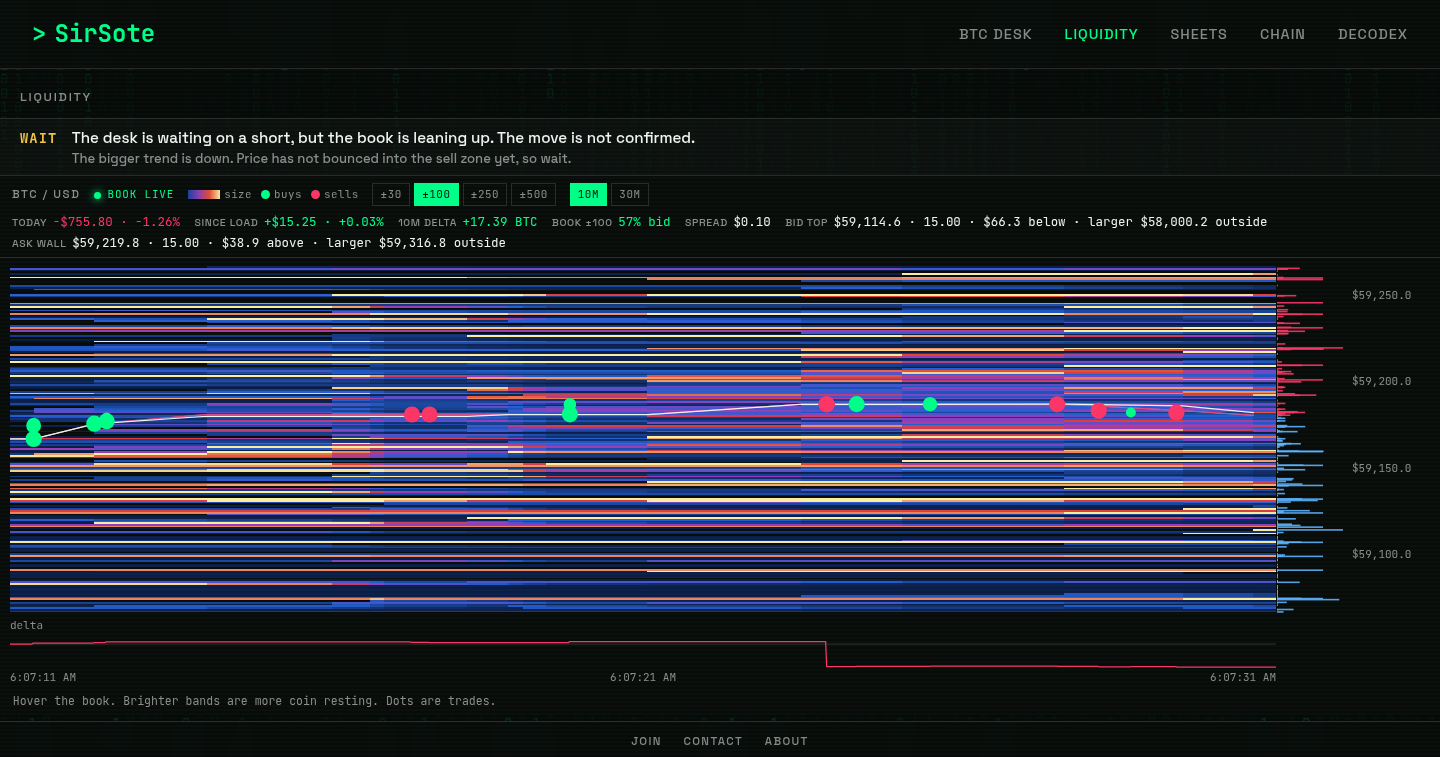 > SirSote
BTC DESK LIQUIDITY SHEETS CHAIN DECODEX
LIQUIDITY
WAIT The desk is waiting on a short, but the book is leaning up. The move is not confirmed.
The bigger trend is down. Price has not bounced into the sell zone yet, so wait.
BTC / USD BOOK LIVE size buys sells ±30 ±100 ±250 ±500 10M 30M
TODAY -$755.80 · -1.26% SINCE LOAD +$15.25 · +0.03% 10M DELTA +17.39 BTC BOOK ±100 57% bid SPREAD $0.10 BID TOP $59,114.6 · 15.00 · $66.3 below · larger $58,000.2 outside
ASK WALL $59,219.8 · 15.00 · $38.9 above · larger $59,316.8 outside
$59,250.0
$59,200.0
$59,150.0
$59,100.0
delta
6:07:11 AM 6:07:21 AM 6:07:31 AM
Hover the book. Brighter bands are more coin resting. Dots are trades.
JOIN CONTACT ABOUT